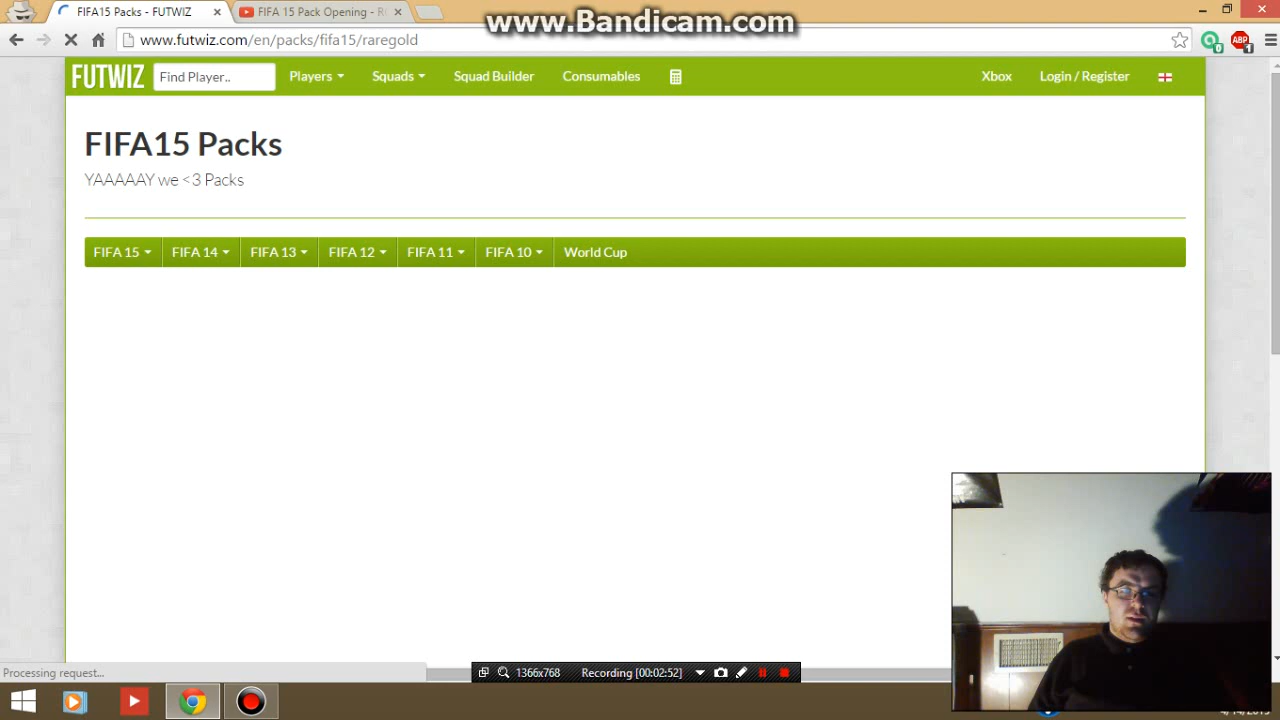 FIFA15 Packs - FUTWIZ
FIFA 15 Pack Opening - R
www.Bandicam.com
www.futwiz.com/en/packs/fifa15/raregold
FUTWIZ
Find Player..
Players
Squads
Squad Builder
Consumables
Xbox
Login / Register
FIFA15 Packs
YAAAAAY we <3 Packs
FIFA 15
FIFA 14
FIFA 13
FIFA 12
FIFA 11
FIFA 10
World Cup
Processing request...
1366x768
Recording [00:02:52]
ABP